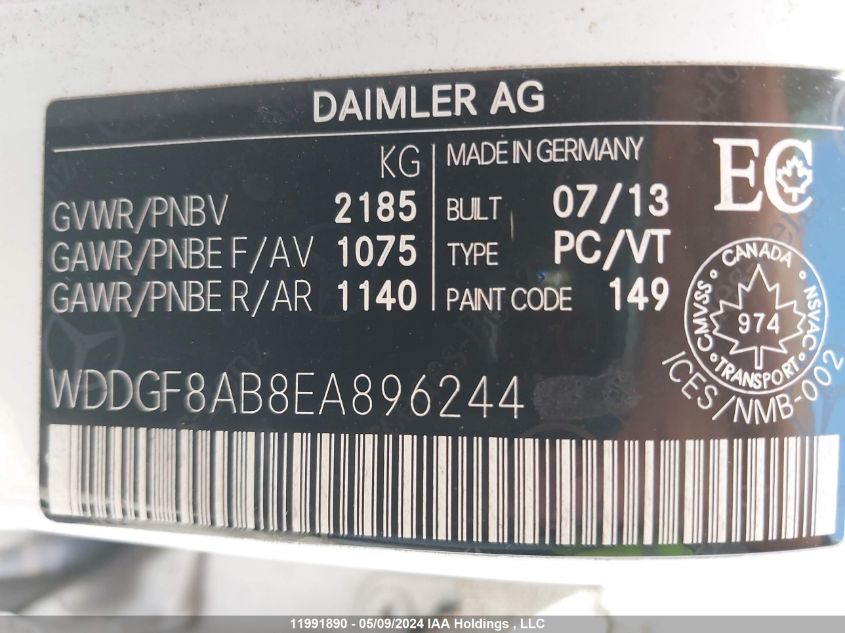 DAIMLER AG
KG
GVWR/PNBV 2185
GAWR/PNBE F/AV 1075
GAWR/PNBE R/AR 1140
MADE IN GERMANY
BUILT 07/13
TYPE PC/VT
PAINT CODE 149
EC
CANADA
CMVSS 974 NSVAC
TRANSPORT
ICES/NMB-002
WDDGF8AB8EA896244
11991890 - 05/09/2024 IAA Holdings , LLC